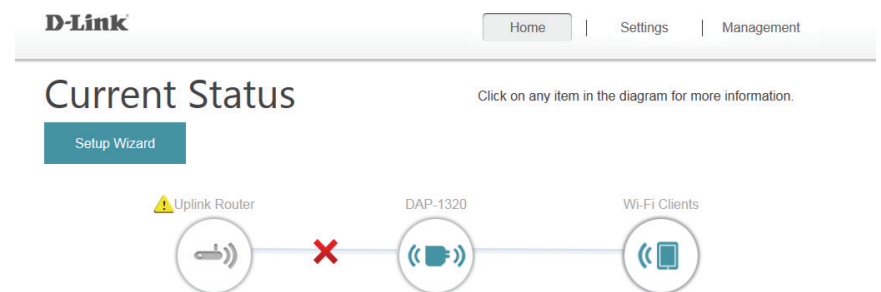 D-Link
Home | Settings | Management
Current Status
Click on any item in the diagram for more information.
Setup Wizard
Uplink Router
DAP-1320
Wi-Fi Clients